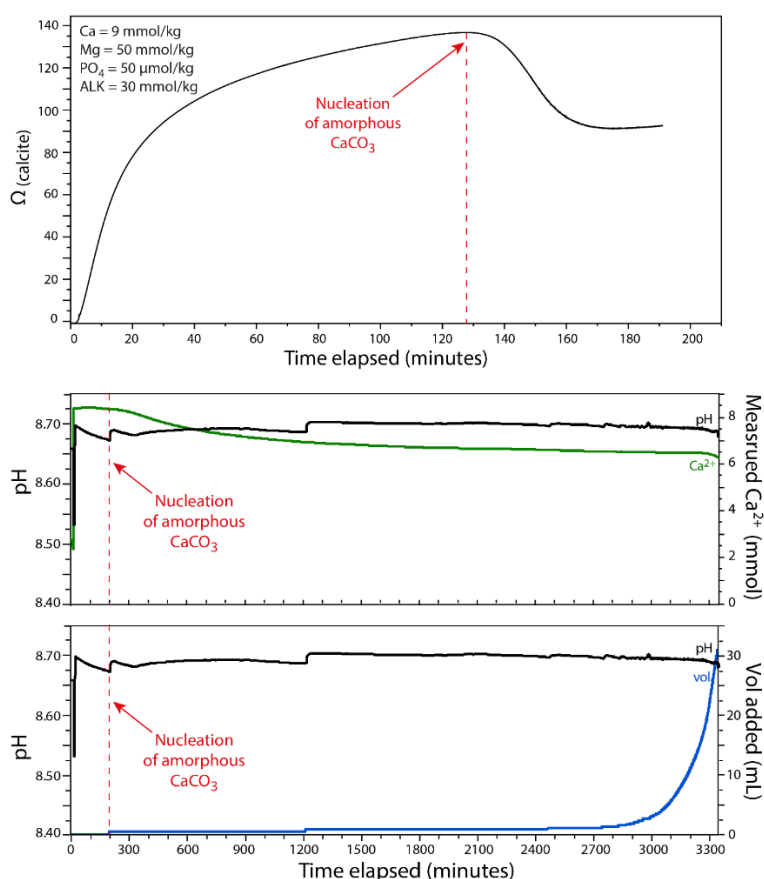 Ca = 9 mmol/kg
Mg = 50 mmol/kg
PO₄ = 50 µmol/kg
ALK = 30 mmol/kg
Nucleation
of amorphous
CaCO₃
Ω (calcite)
140
120
100
80
60
40
20
0
0 20 40 60 80 100 120 140 160 180 200
Time elapsed (minutes)
pH
8.70
8.60
8.50
8.40
Nucleation
of amorphous
CaCO₃
pH
Ca²⁺
8
6
4
2
0
Measrued Ca²⁺
(mmol)
pH
8.70
8.60
8.50
8.40
Nucleation
of amorphous
CaCO₃
pH
vol
30
20
10
0
Vol added (mL)
0 300 600 900 1200 1500 1800 2100 2400 2700 3000 3300
Time elapsed (minutes)